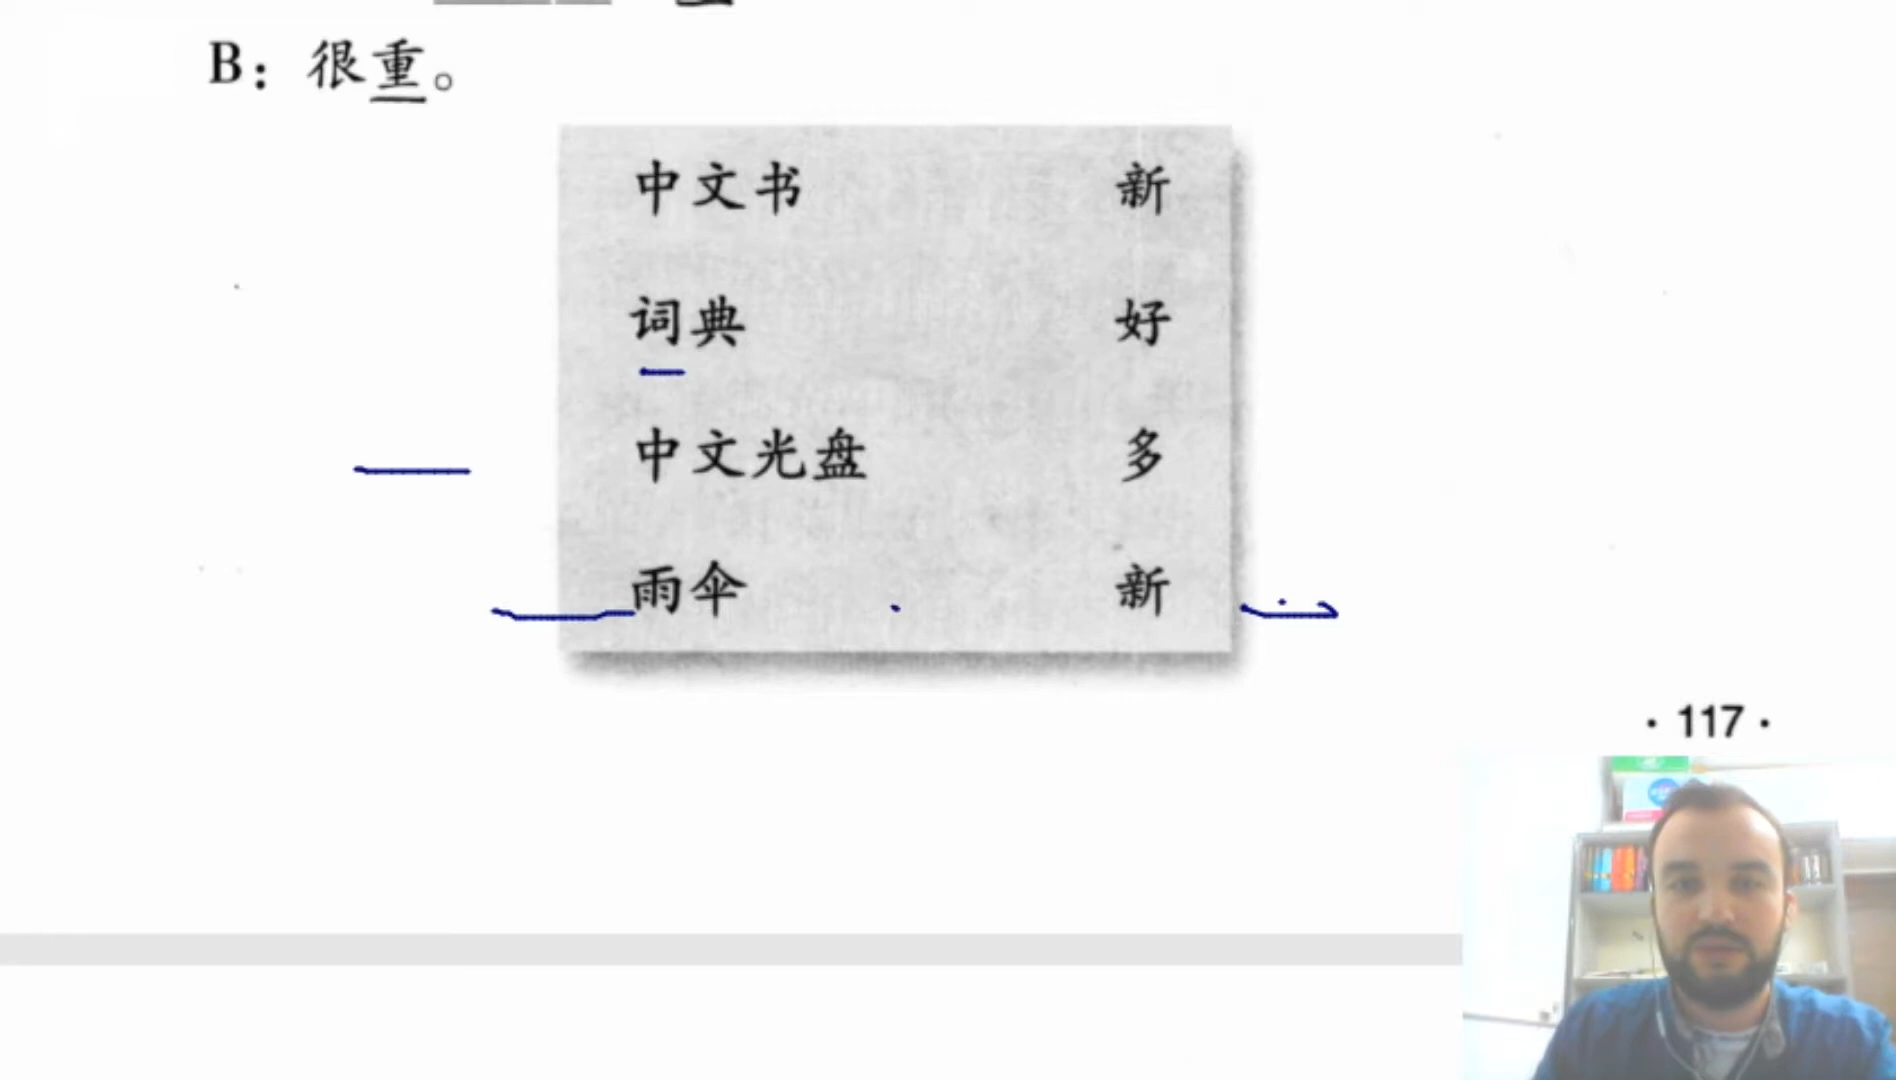 B：很重。
中文书 新
词典 好
中文光盘 多
雨伞 新
·117·